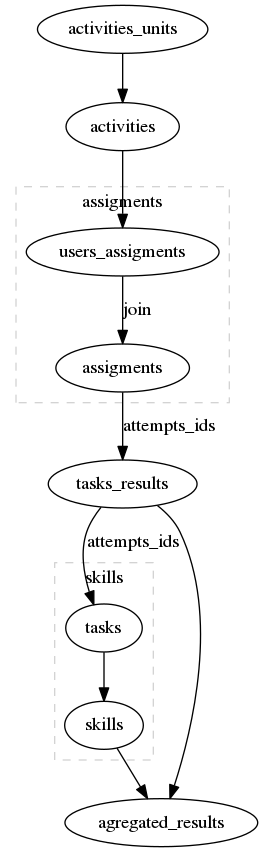 activities_units
activities
assigments
users_assigments
join
assigments
attempts_ids
tasks_results
attempts_ids
skills
tasks
skills
agregated_results